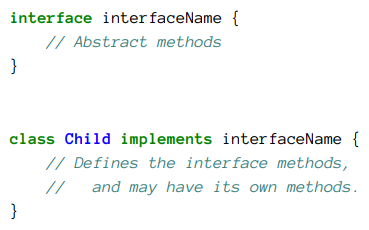 interface interfaceName {
    // Abstract methods
}
class Child implements interfaceName {
    // Defines the interface methods,
    //   and may have its own methods.
}